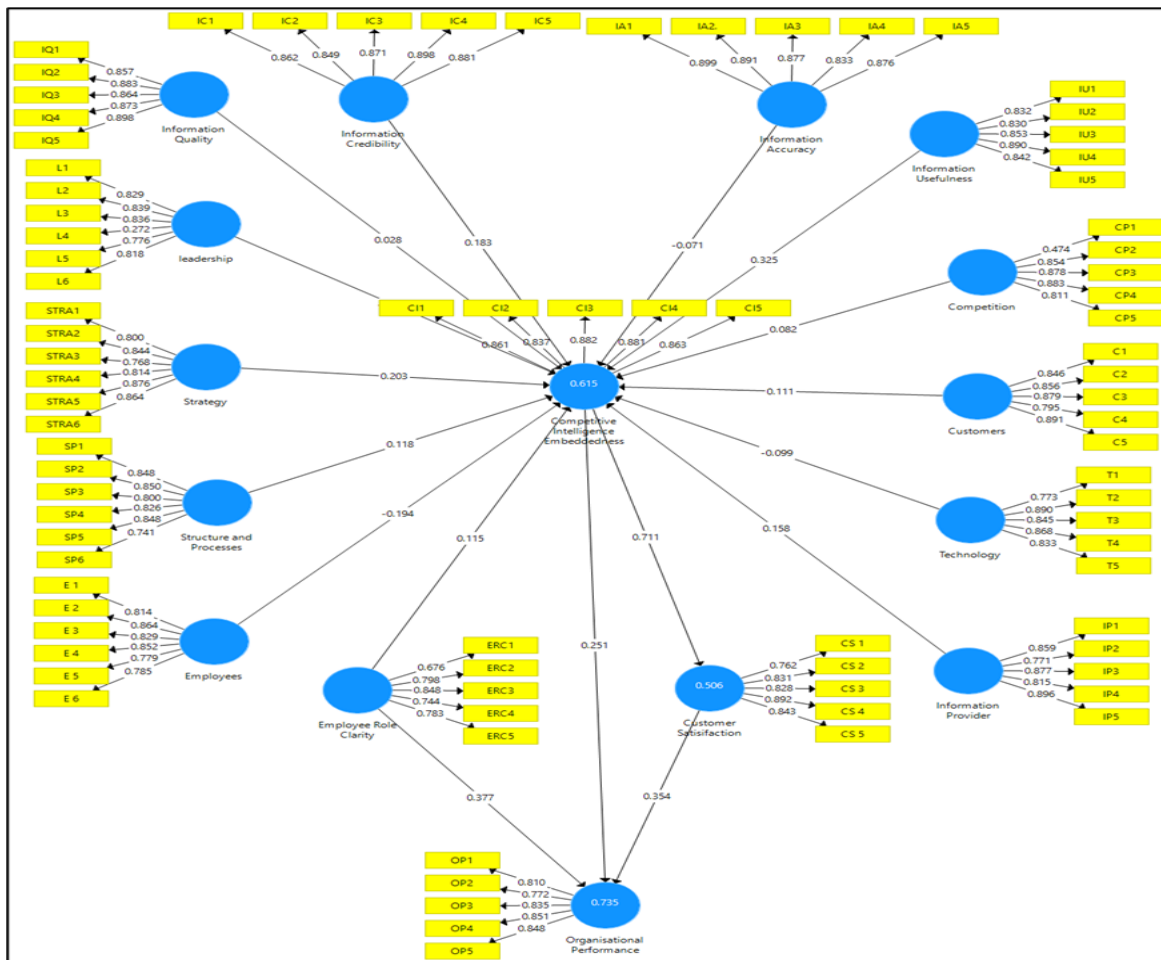 IC1
IC2
IC3
IC4
IC5
0.862
0.849
0.871
0.898
0.881
Information
Credibility
IA1
IA2
IA3
IA4
IA5
0.899
0.891
0.877
0.833
0.876
Information
Accuracy
IQ1
IQ2
IQ3
IQ4
IQ5
0.857
0.883
0.864
0.873
0.898
Information
Quality
IU1
IU2
IU3
IU4
IU5
0.832
0.830
0.853
0.890
0.842
Information
Usefulness
L1
L2
L3
L4
L5
L6
0.829
0.839
0.836
0.272
0.776
0.818
leadership
0.028
0.183
-0.071
0.325
CP1
CP2
CP3
CP4
CP5
0.474
0.854
0.878
0.883
0.811
Competition
0.082
CI1
CI2
CI3
CI4
CI5
0.861
0.837
0.882
0.881
0.863
0.615
Competitive
Intelligence
Embeddedness
STRA1
STRA2
STRA3
STRA4
STRA5
STRA6
0.800
0.844
0.768
0.814
0.876
0.864
Strategy
0.203
C1
C2
C3
C4
C5
0.846
0.856
0.879
0.795
0.891
Customers
0.111
SP1
SP2
SP3
SP4
SP5
SP6
0.848
0.850
0.800
0.826
0.848
0.741
Structure and
Processes
0.118
T1
T2
T3
T4
T5
0.773
0.890
0.845
0.868
0.833
Technology
-0.099
E 1
E 2
E 3
E 4
E 5
E 6
0.814
0.864
0.829
0.852
0.779
0.785
Employees
-0.194
0.115
0.711
0.158
0.251
IP1
IP2
IP3
IP4
IP5
0.859
0.771
0.877
0.815
0.896
Information
Provider
ERC1
ERC2
ERC3
ERC4
ERC5
0.676
0.798
0.848
0.744
0.783
Employee Role
Clarity
CS 1
CS 2
CS 3
CS 4
CS 5
0.762
0.831
0.828
0.892
0.843
0.506
Customer
Satisifaction
0.377
0.354
OP1
OP2
OP3
OP4
OP5
0.810
0.772
0.835
0.851
0.848
0.735
Organisational
Performance